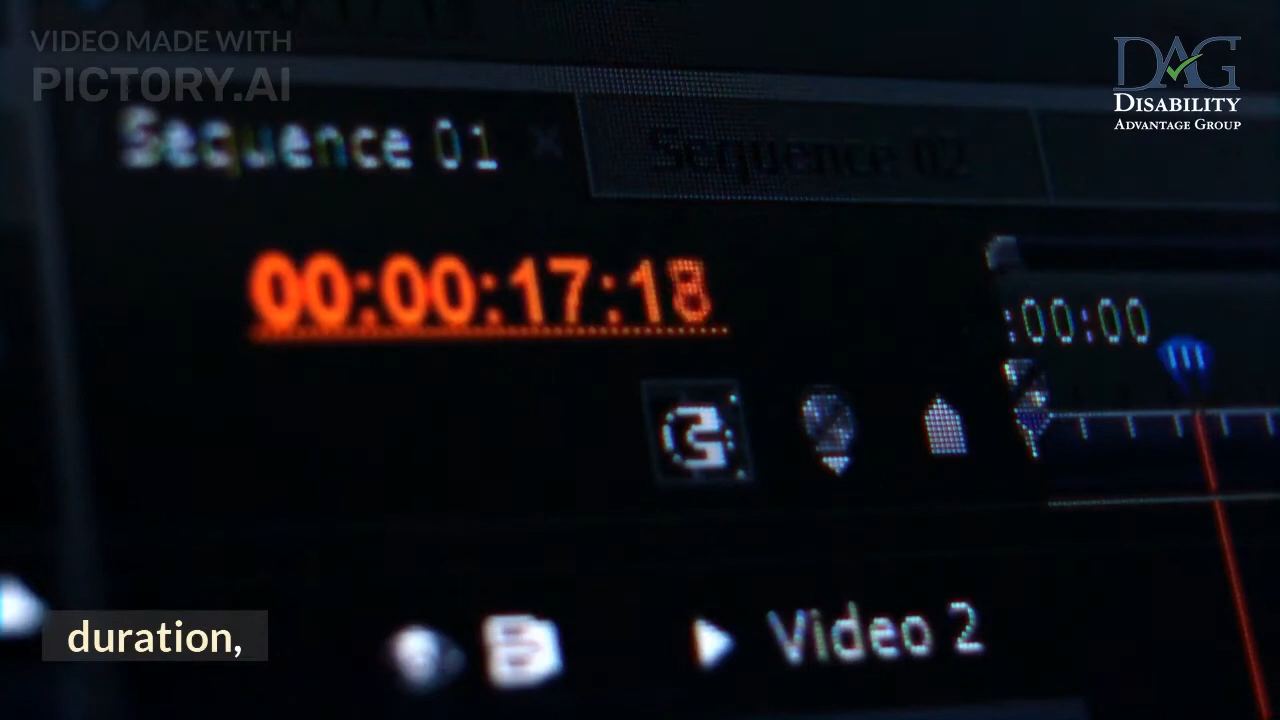 VIDEO MADE WITH
PICTORY.AI
DAG
DISABILITY
ADVANTAGE GROUP
Sequence 01
Sequence 02
00:00:17:18
:00:00
Video 2
duration,